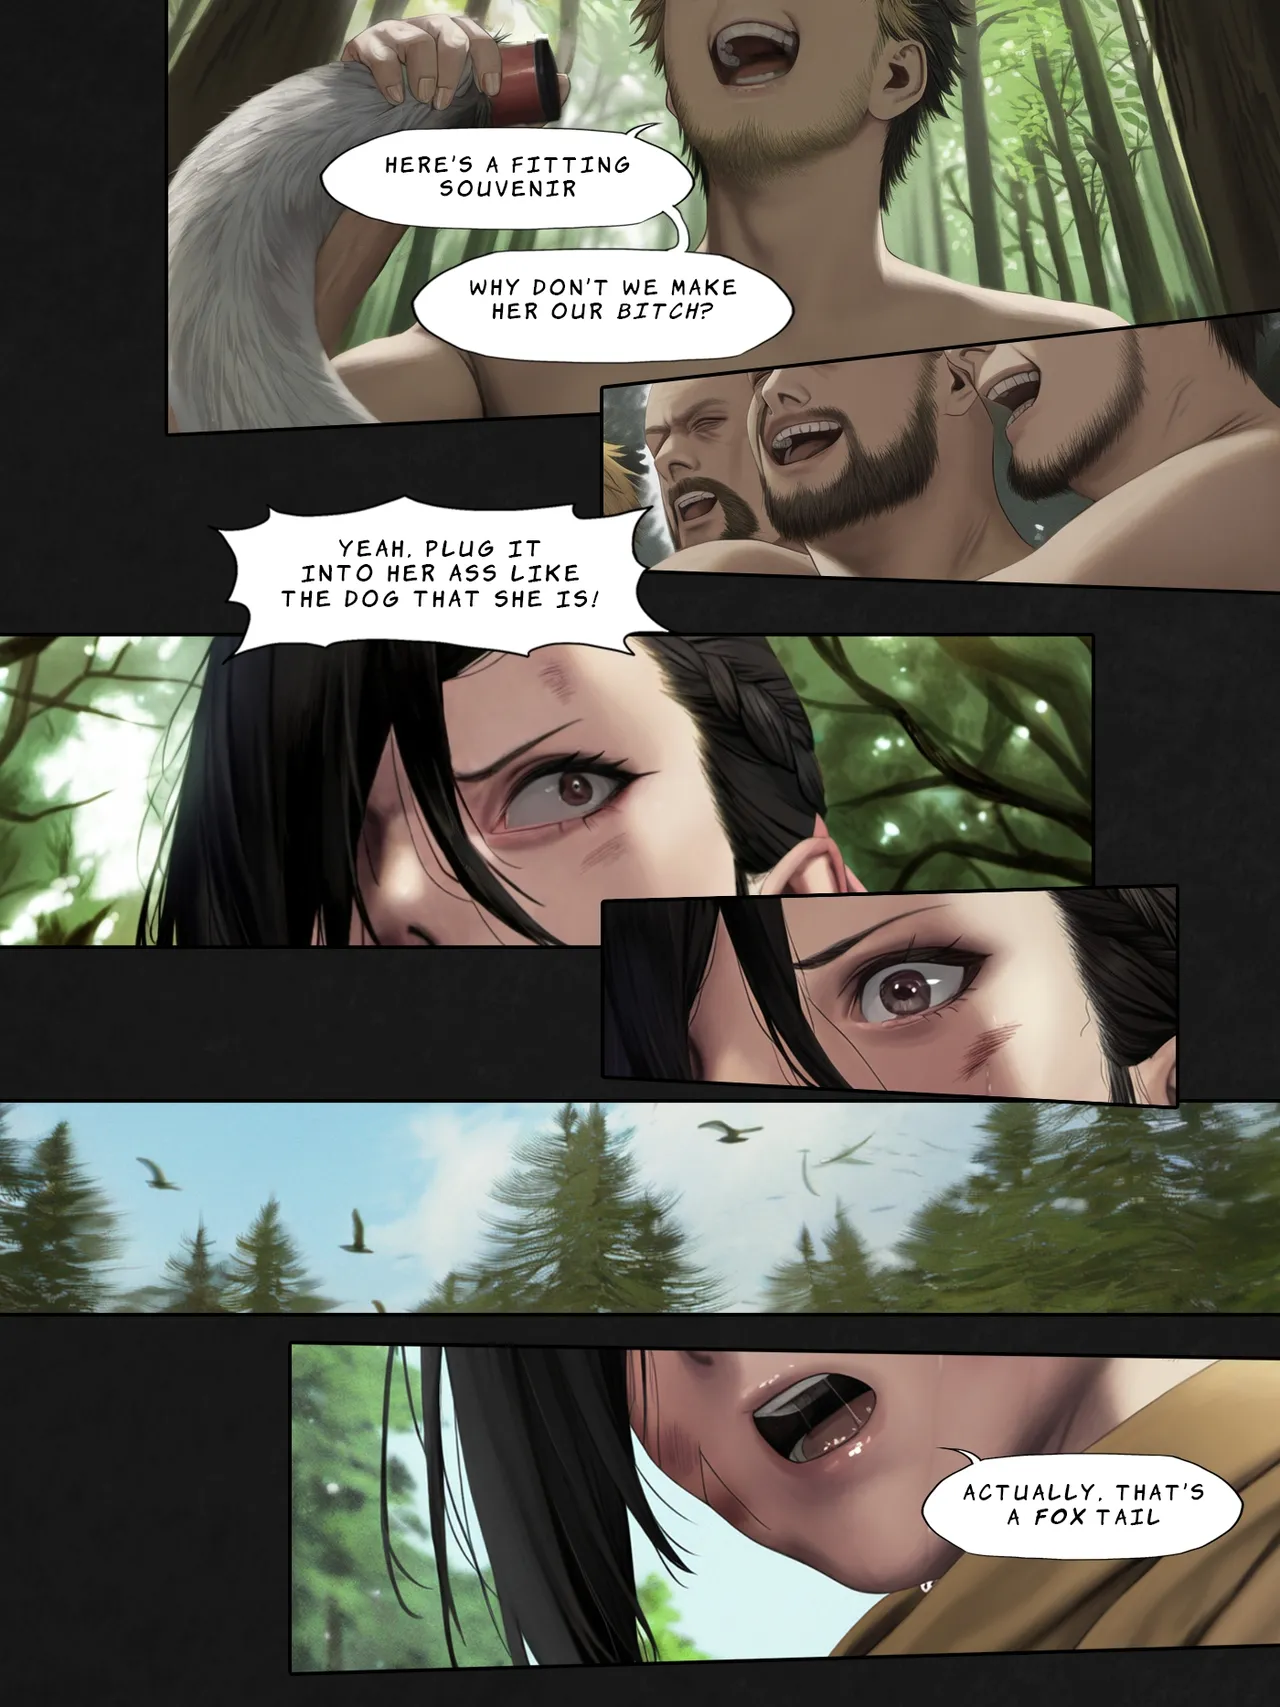 HERE'S A FITTING
SOUVENIR
WHY DON'T WE MAKE
HER OUR BITCH?
YEAH, PLUG IT
INTO HER ASS LIKE
THE DOG THAT SHE IS!
ACTUALLY, THAT'S
A FOX TAIL